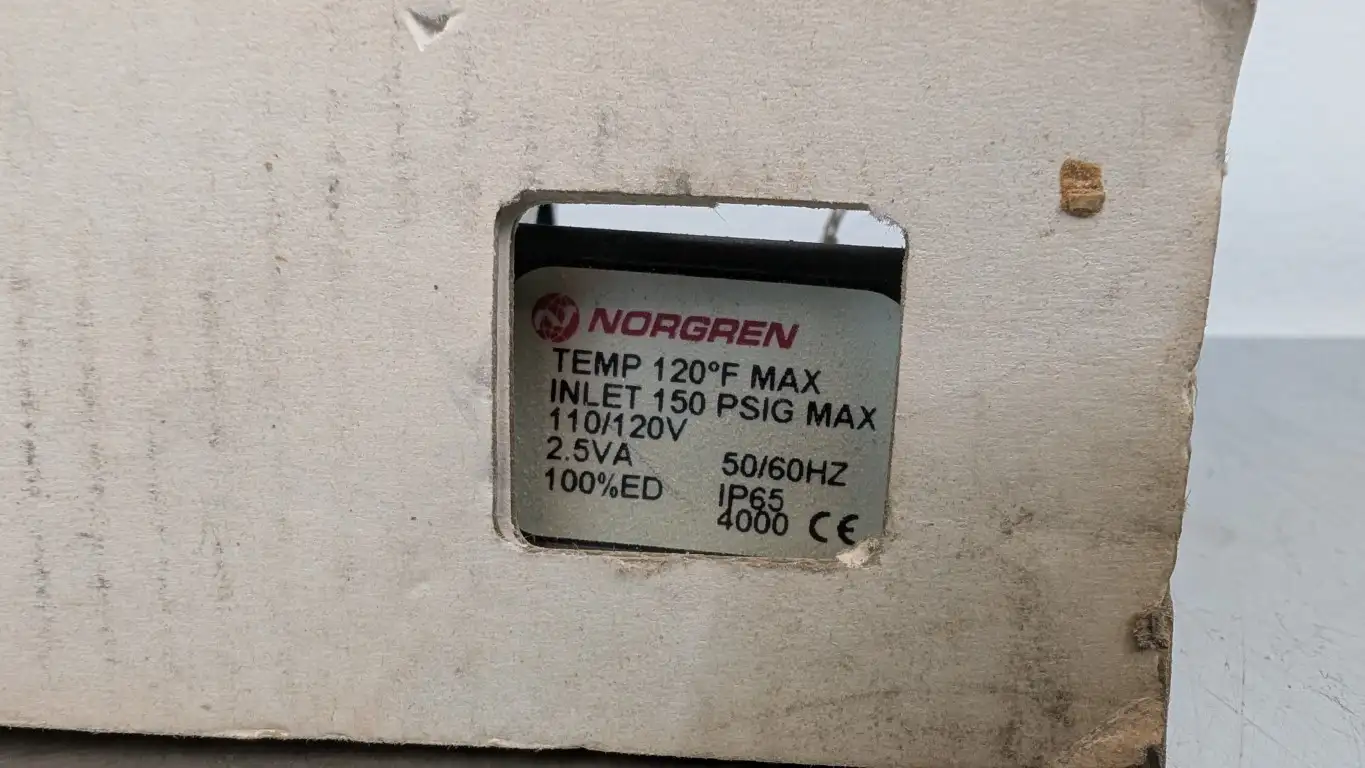 NORGREN
TEMP 120°F MAX
INLET 150 PSIG MAX
110/120V
2.5VA 50/60HZ
100%ED IP65
4000 CE